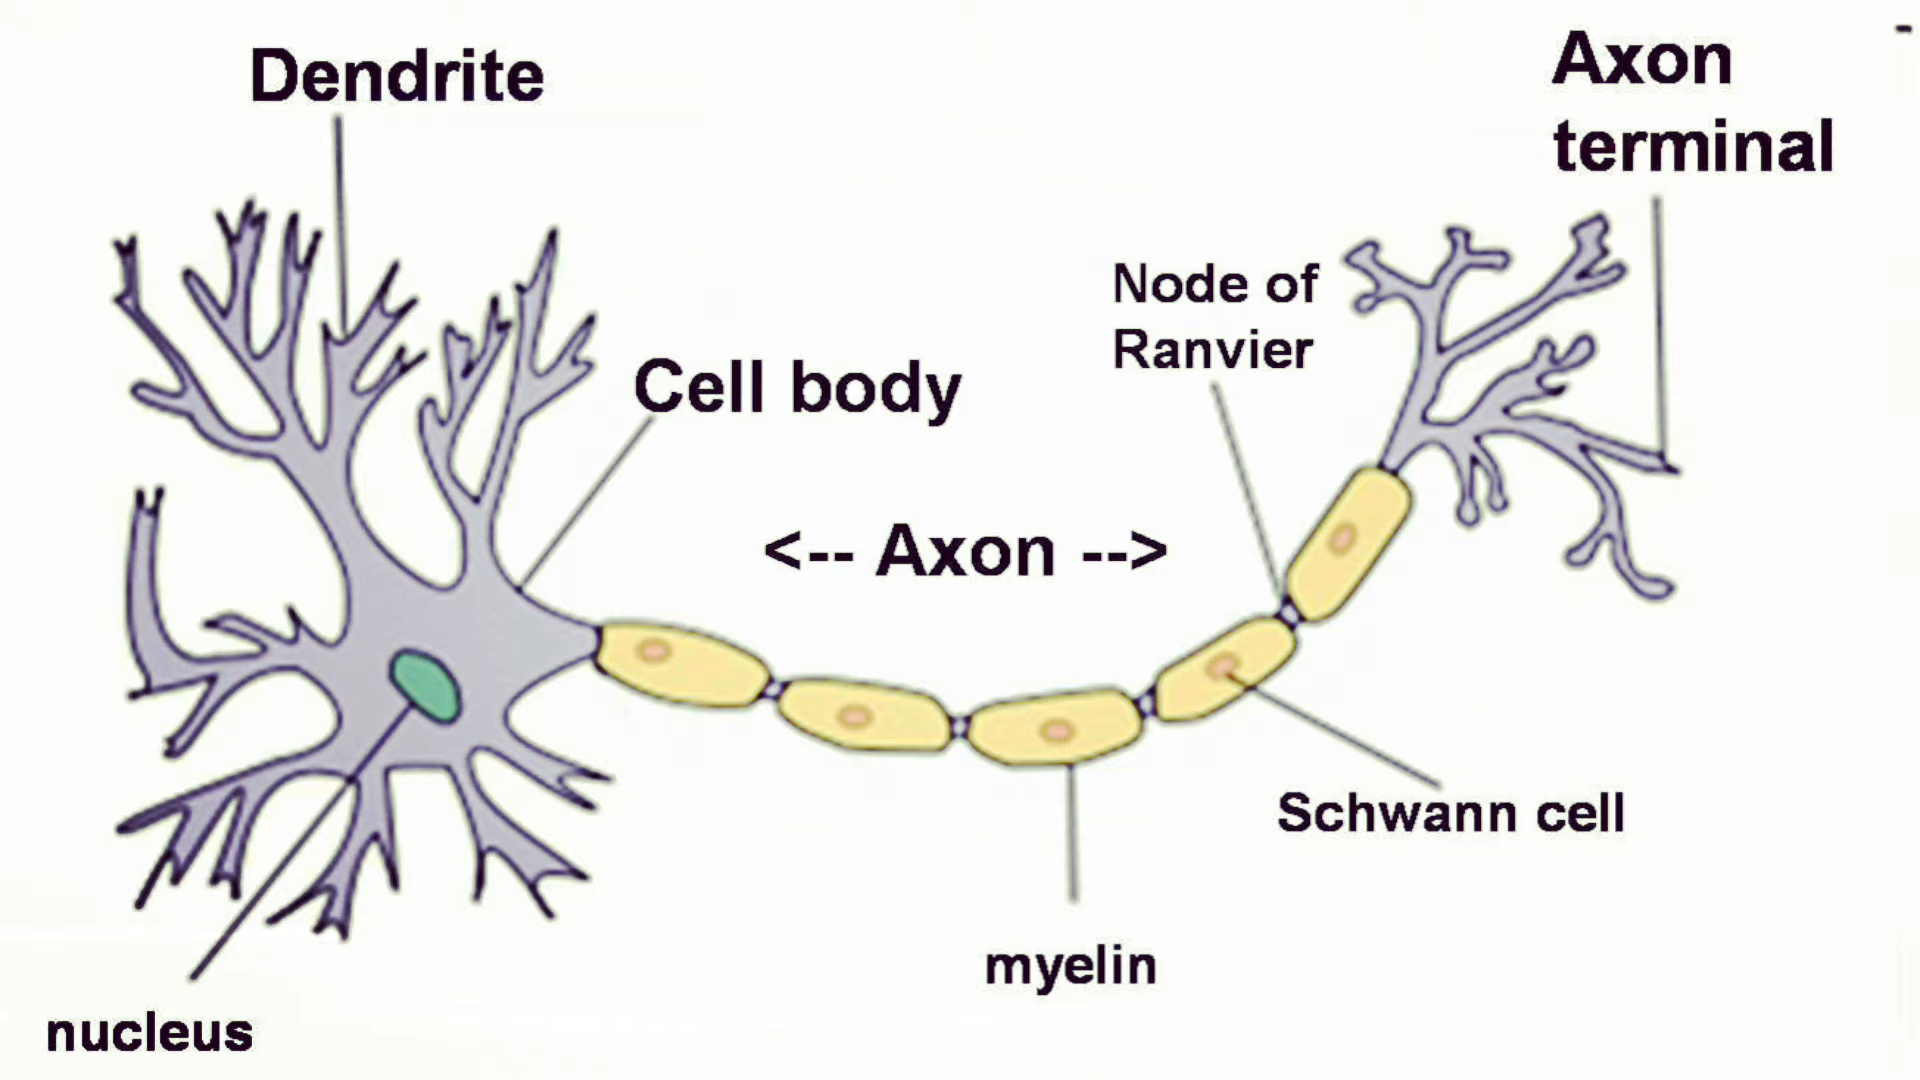 Dendrite
Axon
terminal
Node of
Ranvier
Cell body
<-- Axon -->
Schwann cell
myelin
nucleus